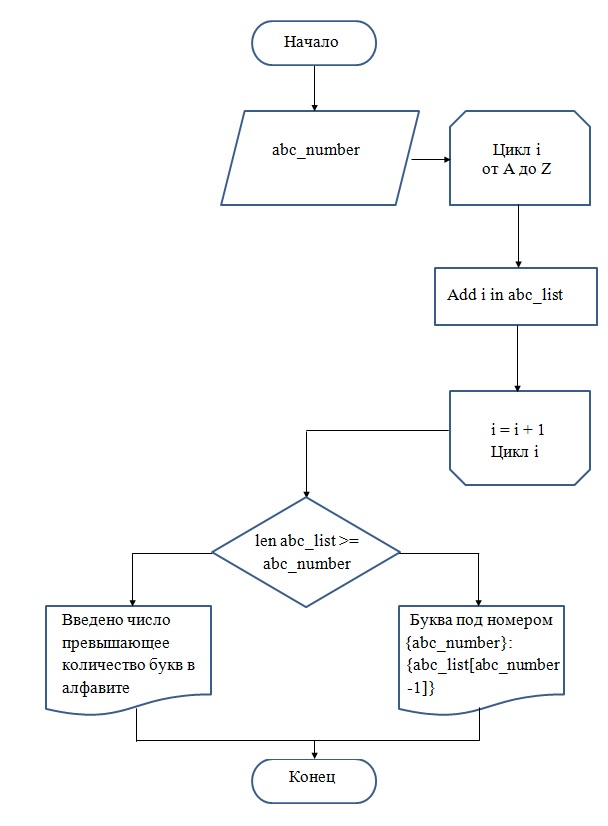 Начало
abc_number
Цикл i
от A до Z
Add i in abc_list
i = i + 1
Цикл i
len abc_list >=
abc_number
Введено число
превышающее
количество букв в
алфавите
Буква под номером
{abc_number}:
{abc_list[abc_number
-1]}
Конец